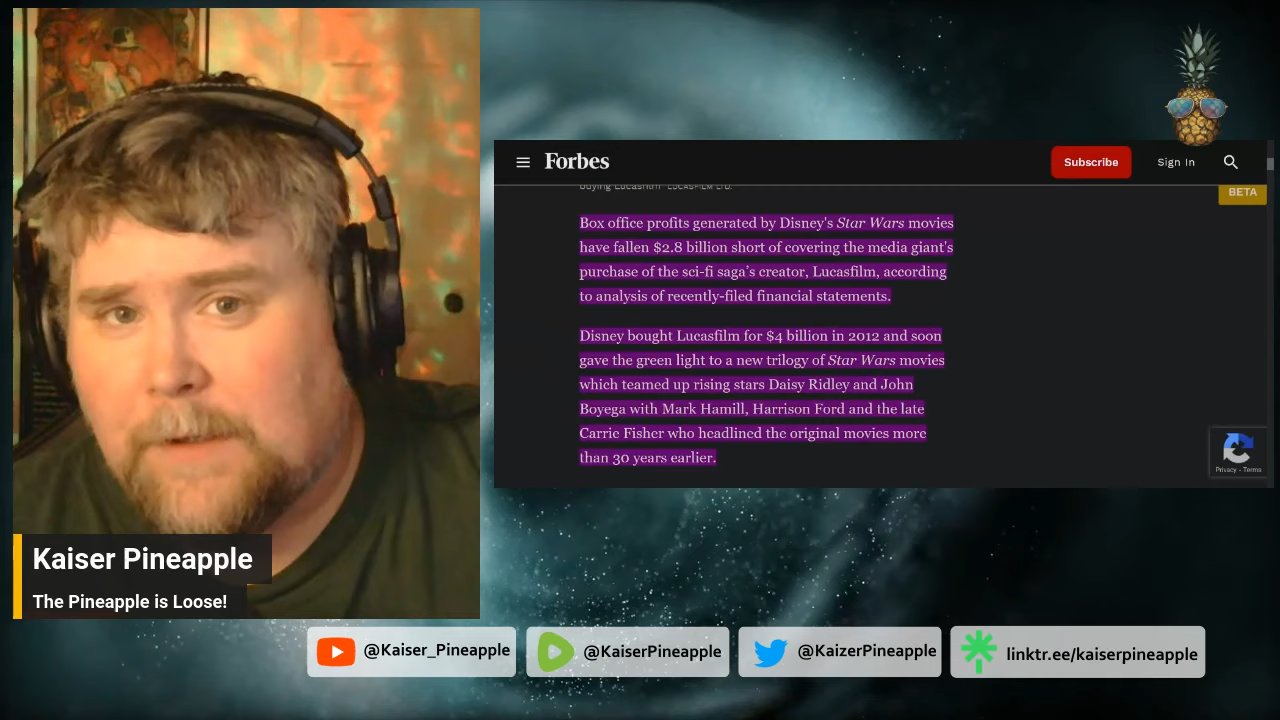 Forbes
Subscribe
Sign In
buying Lucasfilm LUCASFILM LTD.
BETA
Box office profits generated by Disney's Star Wars movies
have fallen $2.8 billion short of covering the media giant's
purchase of the sci-fi saga’s creator, Lucasfilm, according
to analysis of recently-filed financial statements.
Disney bought Lucasfilm for $4 billion in 2012 and soon
gave the green light to a new trilogy of Star Wars movies
which teamed up rising stars Daisy Ridley and John
Boyega with Mark Hamill, Harrison Ford and the late
Carrie Fisher who headlined the original movies more
than 30 years earlier.
Privacy - Terms
Kaiser Pineapple
The Pineapple is Loose!
@Kaiser_Pineapple
@KaiserPineapple
@KaizerPineapple
linktr.ee/kaiserpineapple